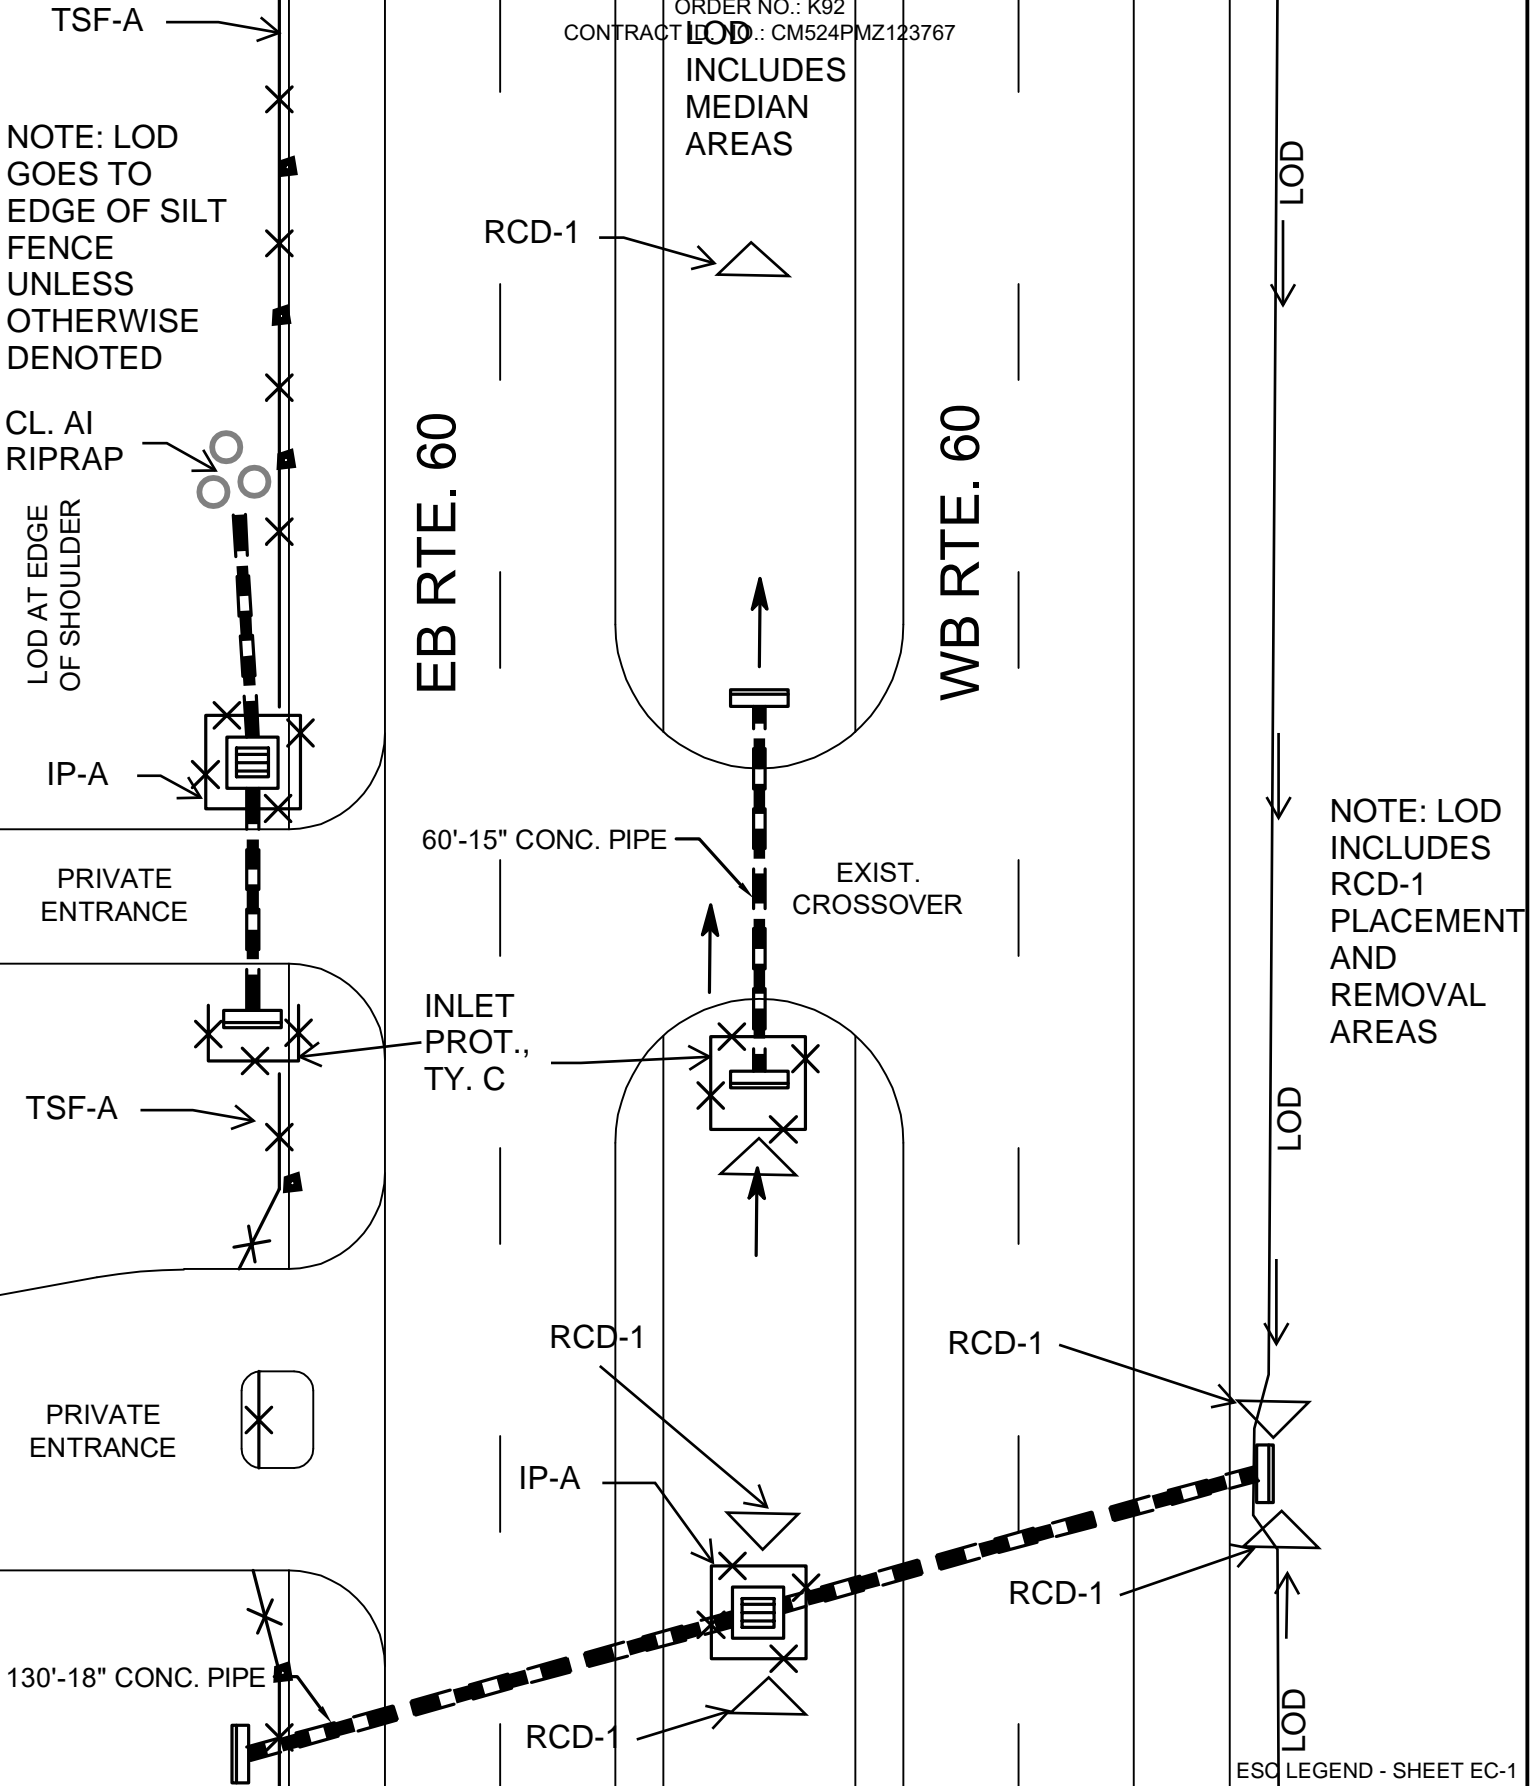 ORDER NO.: K92
CONTRACT ID. NO.: CM524PMZ123767
TSF-A
LOD
INCLUDES
MEDIAN
AREAS
NOTE: LOD
GOES TO
EDGE OF SILT
FENCE
UNLESS
OTHERWISE
DENOTED
LOD
RCD-1
CL. AI
RIPRAP
LOD AT EDGE
OF SHOULDER
EB RTE. 60
WB RTE. 60
IP-A
60'-15" CONC. PIPE
EXIST.
CROSSOVER
NOTE: LOD
INCLUDES
RCD-1
PLACEMENT
AND
REMOVAL
AREAS
PRIVATE
ENTRANCE
INLET
PROT.,
TY. C
TSF-A
LOD
RCD-1
RCD-1
PRIVATE
ENTRANCE
IP-A
RCD-1
130'-18" CONC. PIPE
RCD-1
LOD
ESC LEGEND - SHEET EC-1